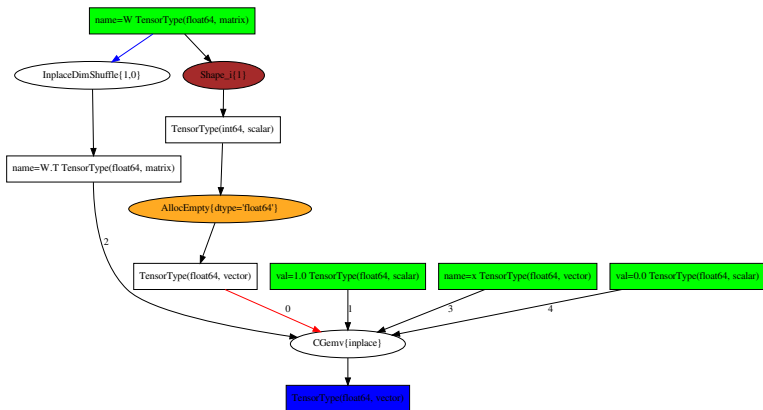 name=W TensorType(float64, matrix)
InplaceDimShuffle{1,0}
Shape_i{1}
TensorType(int64, scalar)
name=W.T TensorType(float64, matrix)
AllocEmpty{dtype='float64'}
2
TensorType(float64, vector)
val=1.0 TensorType(float64, scalar)
name=x TensorType(float64, vector)
val=0.0 TensorType(float64, scalar)
0
1
3
4
CGemv{inplace}
TensorType(float64, vector)